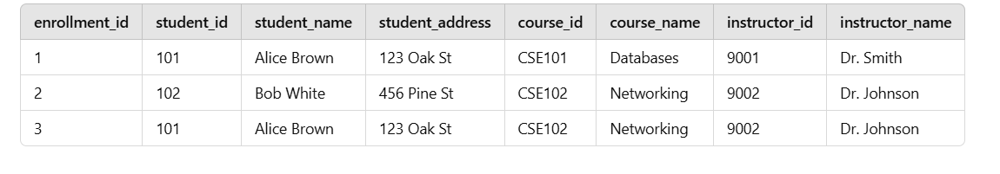 enrollment_id student_id student_name student_address course_id course_name instructor_id instructor_name
1 101 Alice Brown 123 Oak St CSE101 Databases 9001 Dr. Smith
2 102 Bob White 456 Pine St CSE102 Networking 9002 Dr. Johnson
3 101 Alice Brown 123 Oak St CSE102 Networking 9002 Dr. Johnson